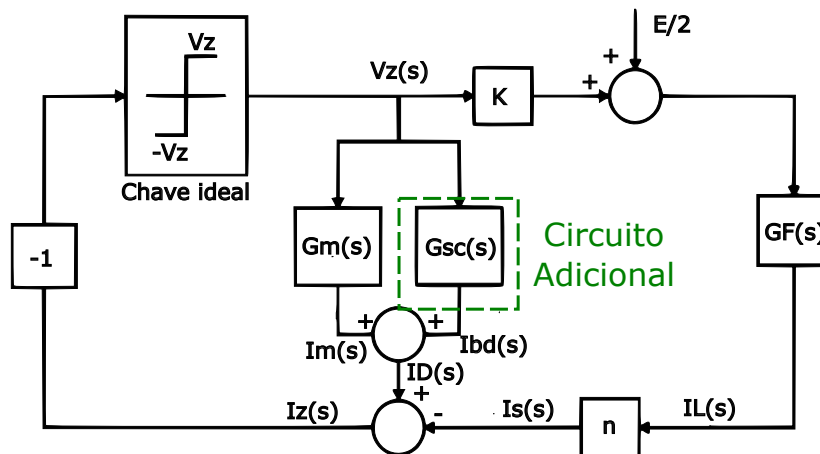 E/2
Vz
-Vz
Chave ideal
Vz(s)
K
+
+
-1
Gm(s)
Gsc(s)
Circuito
Adicional
GF(s)
+
+
Im(s)
Ibd(s)
ID(s)
+
-
Iz(s)
Is(s)
n
IL(s)